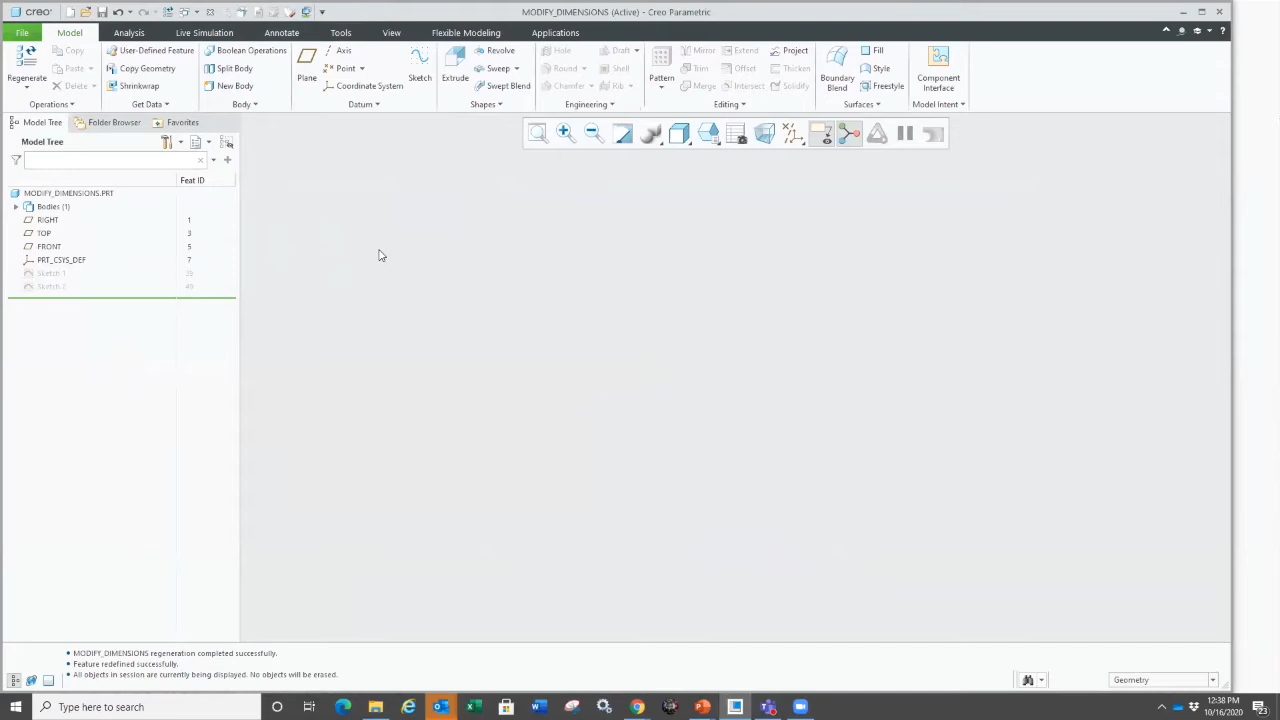 creo
MODIFY_DIMENSIONS (Active) - Creo Parametric
File Model Analysis Live Simulation Annotate Tools View Flexible Modeling Applications
Regenerate
Copy
Paste
Delete
Operations
User-Defined Feature
Copy Geometry
Shrinkwrap
Get Data
Boolean Operations
Split Body
New Body
Body
Plane
Axis
Point
Coordinate System
Sketch
Datum
Extrude
Revolve
Sweep
Swept Blend
Shapes
Hole
Round
Chamfer
Draft
Shell
Rib
Engineering
Pattern
Mirror
Trim
Merge
Extend
Offset
Intersect
Project
Thicken
Solidify
Editing
Boundary
Blend
Fill
Style
Freestyle
Surfaces
Component
Interface
Model Intent
Model Tree Folder Browser Favorites
Model Tree
Feat ID
MODIFY_DIMENSIONS.PRT
Bodies (1)
RIGHT 1
TOP 3
FRONT 5
PRT_CSYS_DEF 7
Sketch 1 39
Sketch 2 49
• MODIFY_DIMENSIONS regeneration completed successfully.
• Feature redefined successfully.
• All objects in session are currently being displayed. No objects will be erased.
Geometry
Type here to search
12:38 PM
10/16/2020
23